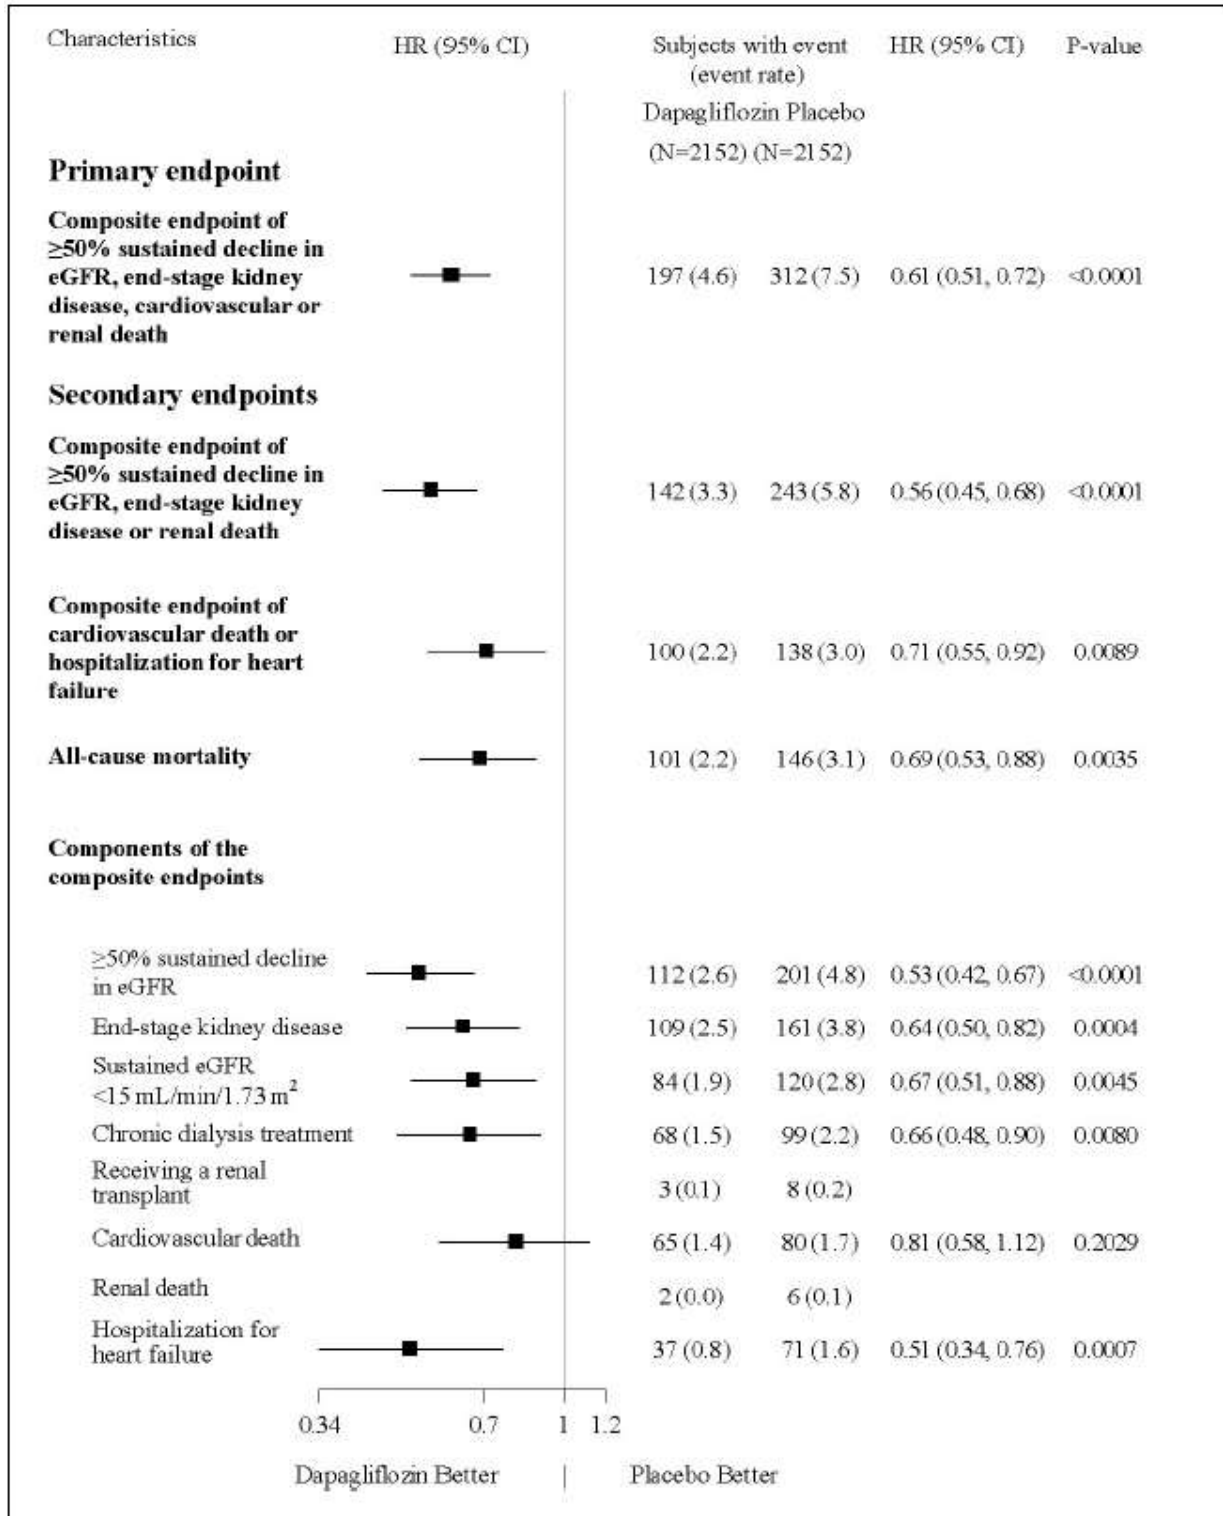 Characteristics HR (95% CI) Subjects with event HR (95% CI) P-value
(event rate)
Dapagliflozin Placebo
(N=2152) (N=2152)
Primary endpoint
Composite endpoint of
≥50% sustained decline in
eGFR, end-stage kidney 197 (4.6) 312 (7.5) 0.61 (0.51, 0.72) <0.0001
disease, cardiovascular or
renal death
Secondary endpoints
Composite endpoint of
≥50% sustained decline in
eGFR, end-stage kidney 142 (3.3) 243 (5.8) 0.56 (0.45, 0.68) <0.0001
disease or renal death
Composite endpoint of
cardiovascular death or
hospitalization for heart 100 (2.2) 138 (3.0) 0.71 (0.55, 0.92) 0.0089
failure
All-cause mortality 101 (2.2) 146 (3.1) 0.69 (0.53, 0.88) 0.0035
Components of the
composite endpoints
≥50% sustained decline
in eGFR 112 (2.6) 201 (4.8) 0.53 (0.42, 0.67) <0.0001
End-stage kidney disease 109 (2.5) 161 (3.8) 0.64 (0.50, 0.82) 0.0004
Sustained eGFR
<15 mL/min/1.73 m² 84 (1.9) 120 (2.8) 0.67 (0.51, 0.88) 0.0045
Chronic dialysis treatment 68 (1.5) 99 (2.2) 0.66 (0.48, 0.90) 0.0080
Receiving a renal
transplant 3 (0.1) 8 (0.2)
Cardiovascular death 65 (1.4) 80 (1.7) 0.81 (0.58, 1.12) 0.2029
Renal death 2 (0.0) 6 (0.1)
Hospitalization for
heart failure 37 (0.8) 71 (1.6) 0.51 (0.34, 0.76) 0.0007
0.34 0.7 1 1.2
Dapagliflozin Better | Placebo Better